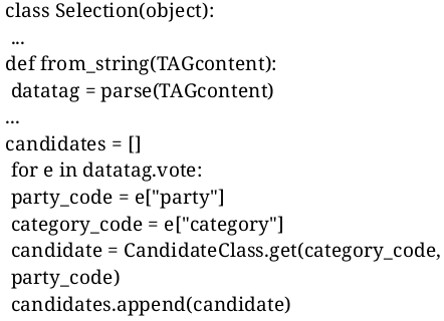 class Selection(object):
...
def from_string(TAGcontent):
datatag = parse(TAGcontent)
...
candidates = []
for e in datatag.vote:
party_code = e["party"]
category_code = e["category"]
candidate = CandidateClass.get(category_code,
party_code)
candidates.append(candidate)